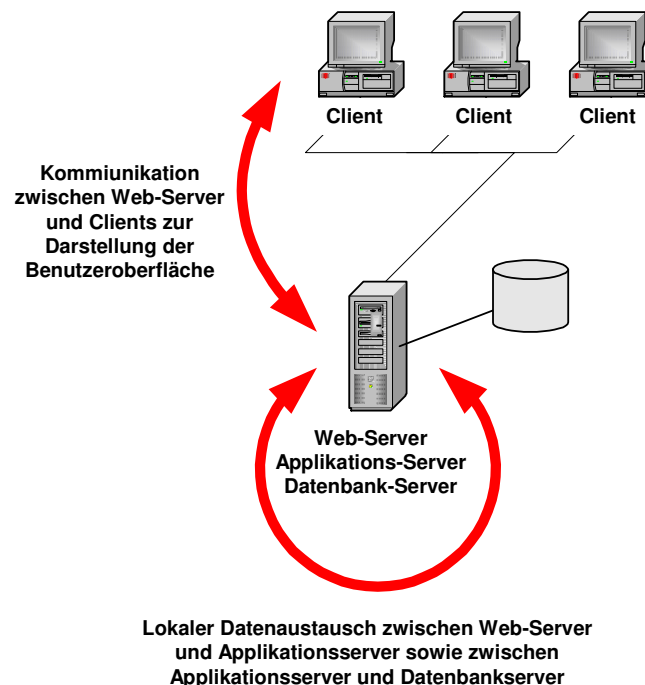 Client
Client
Client
Kommiunikation
zwischen Web-Server
und Clients zur
Darstellung der
Benutzeroberfläche
Web-Server
Applikations-Server
Datenbank-Server
Lokaler Datenaustausch zwischen Web-Server
und Applikationsserver sowie zwischen
Applikationsserver und Datenbankserver